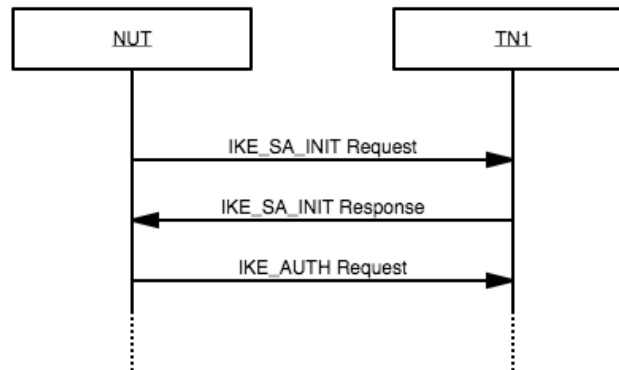 NUT
TN1
IKE_SA_INIT Request
IKE_SA_INIT Response
IKE_AUTH Request